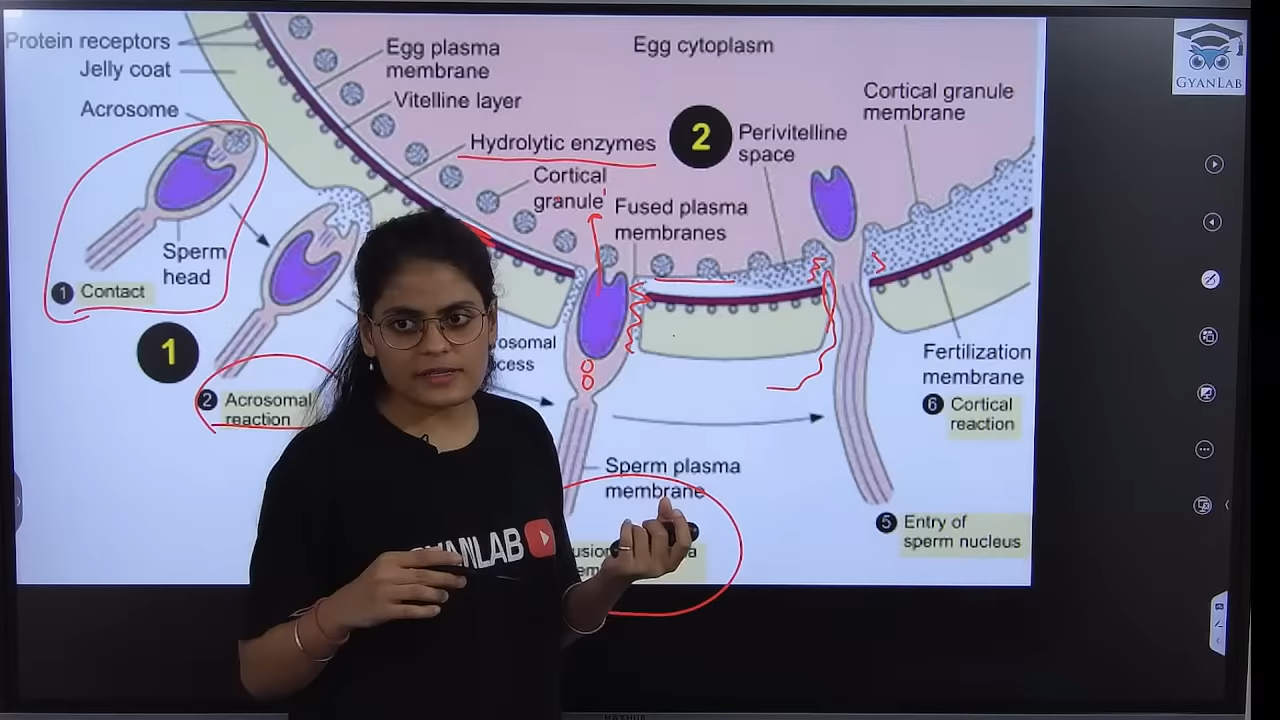 Protein receptors
Jelly coat
Acrosome
Egg plasma
membrane
Vitelline layer
Hydrolytic enzymes
Cortical
granule
Egg cytoplasm
2
Perivitelline
space
Cortical granule
membrane
GYANLAB
Fused plasma
membranes
Sperm
head
1 Contact
1
2 Acrosomal
reaction
Sperm plasma
membrane
Fertilization
membrane
6 Cortical
reaction
5 Entry of
sperm nucleus